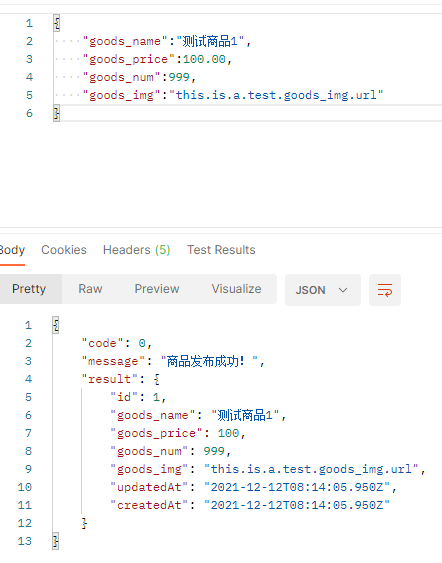 1 {
2 "goods_name":"测试商品1",
3 "goods_price":100.00,
4 "goods_num":999,
5 "goods_img":"this.is.a.test.goods_img.url"
6 }
Body Cookies Headers (5) Test Results
Pretty Raw Preview Visualize JSON
1 {
2 "code": 0,
3 "message": "商品发布成功!",
4 "result": {
5 "id": 1,
6 "goods_name": "测试商品1",
7 "goods_price": 100,
8 "goods_num": 999,
9 "goods_img": "this.is.a.test.goods_img.url",
10 "updatedAt": "2021-12-12T08:14:05.950Z",
11 "createdAt": "2021-12-12T08:14:05.950Z"
12 }
13 }